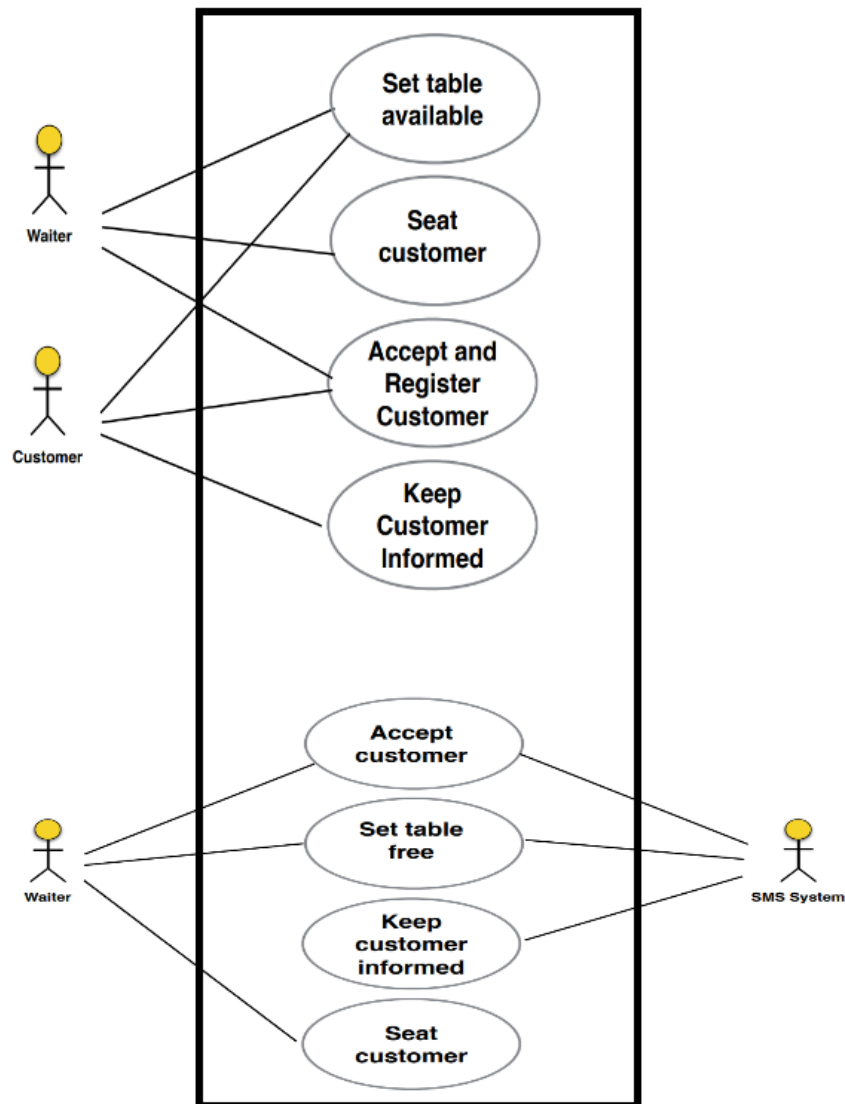 Set table
available
Waiter
Seat
customer
Accept and
Register
Customer
Customer
Keep
Customer
Informed
Accept
customer
Set table
free
Waiter
SMS System
Keep
customer
informed
Seat
customer